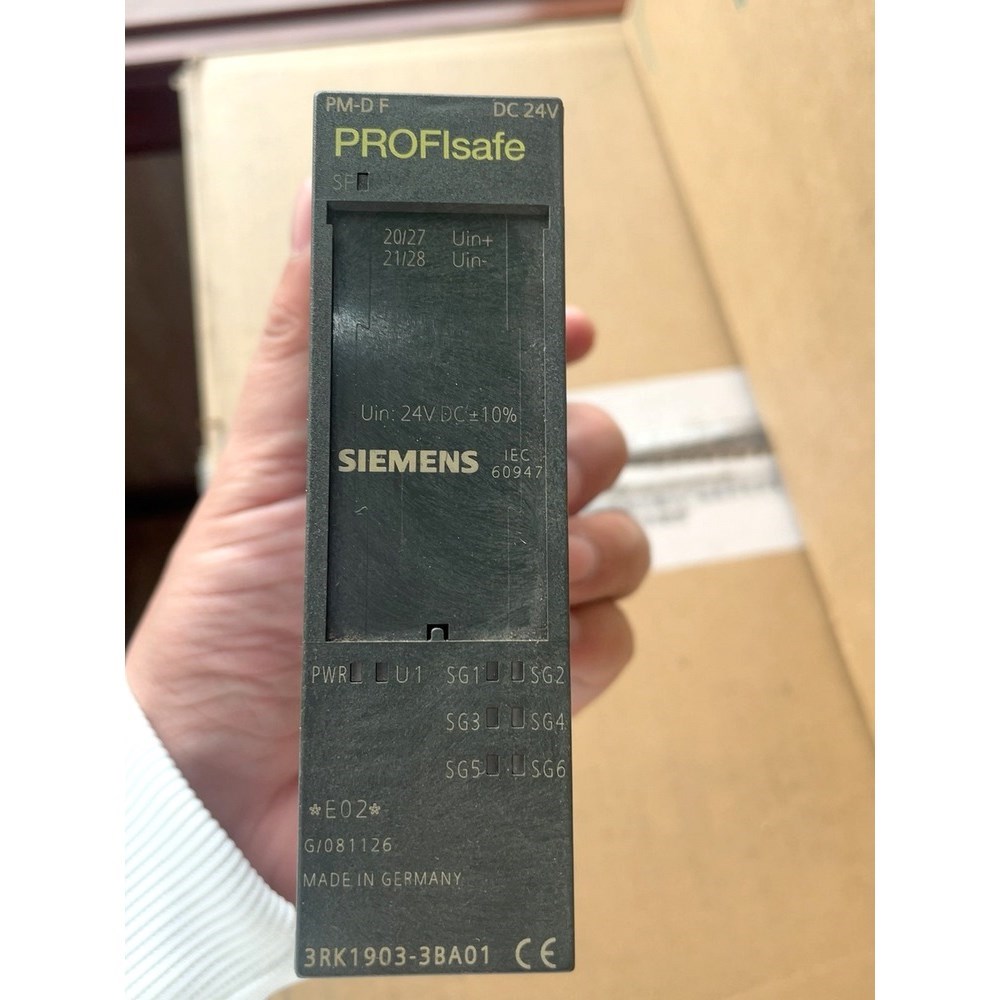 PM-D F DC 24V
PROFIsafe
SF
20/27 Uin+
21/28 Uin-
Uin: 24V DC ±10%
SIEMENS IEC 60947
PWR U1 SG1 SG2
SG3 SG4
SG5 SG6
*E02*
G/081126
MADE IN GERMANY
3RK1903-3BA01 CE